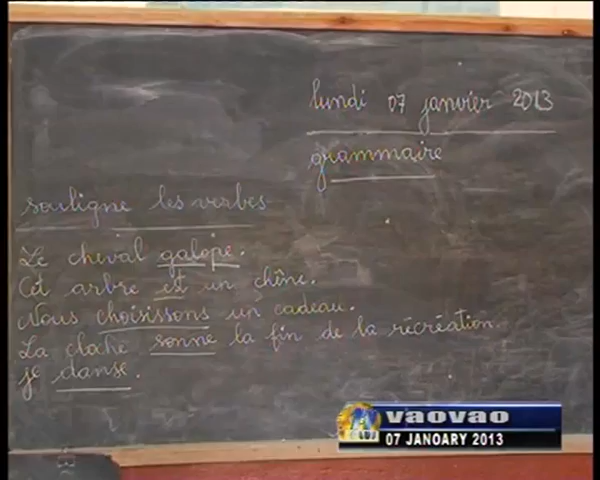 lundi 07 janvier 2013
grammaire
souligne les verbes
Le cheval galope.
Cet arbre est un chêne.
Nous choisissons un cadeau.
La cloche sonne la fin de la récréation.
je danse.
vaovao
07 JANOARY 2013